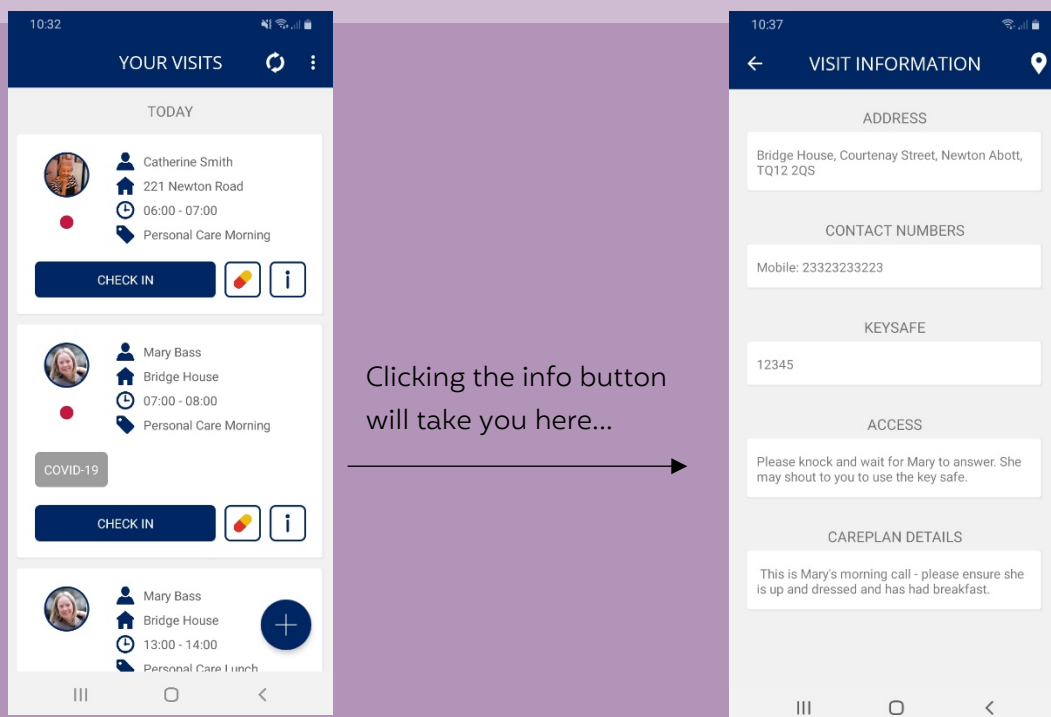 10:32
YOUR VISITS
TODAY
Catherine Smith
221 Newton Road
06:00 - 07:00
Personal Care Morning
CHECK IN
i
Mary Bass
Bridge House
07:00 - 08:00
Personal Care Morning
COVID-19
CHECK IN
i
Mary Bass
Bridge House
13:00 - 14:00
Personal Care Lunch
Clicking the info button
will take you here...
10:37
VISIT INFORMATION
ADDRESS
Bridge House, Courtenay Street, Newton Abott,
TQ12 2QS
CONTACT NUMBERS
Mobile: 23323233223
KEYSAFE
12345
ACCESS
Please knock and wait for Mary to answer. She
may shout to you to use the key safe.
CAREPLAN DETAILS
This is Mary's morning call - please ensure she
is up and dressed and has had breakfast.